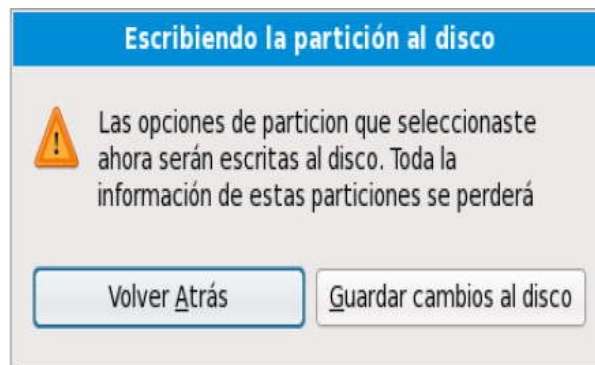 Escribiendo la partición al disco
Las opciones de particion que seleccionaste
ahora serán escritas al disco. Toda la
información de estas particiones se perderá
Volver Atrás
Guardar cambios al disco